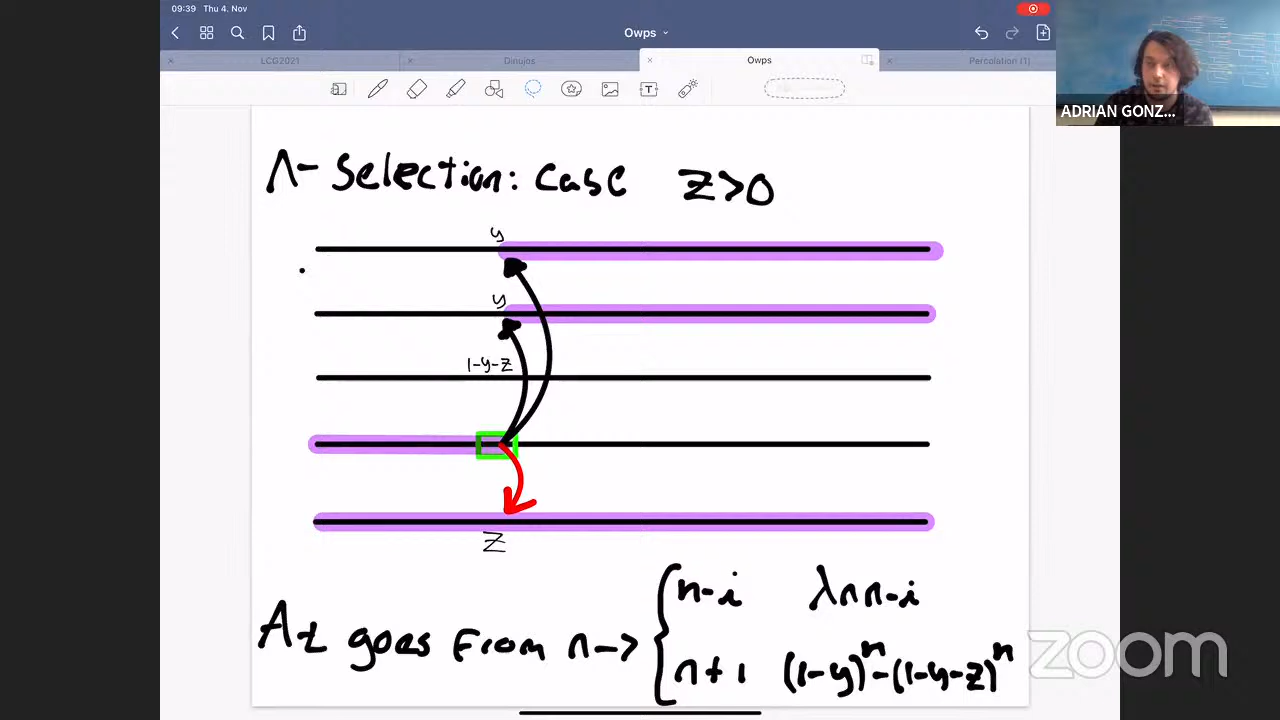 09:39 Thu 4. Nov
Owps
LCG2021
Dinujos
Owps
Percolation (1)
ADRIAN GONZ...
Λ-Selection: Case z>0
y
y
1-y-z
z
At goes from n→ { n-i λnn-i
n+1 (1-y)^n-(1-y-z)^n
zoom